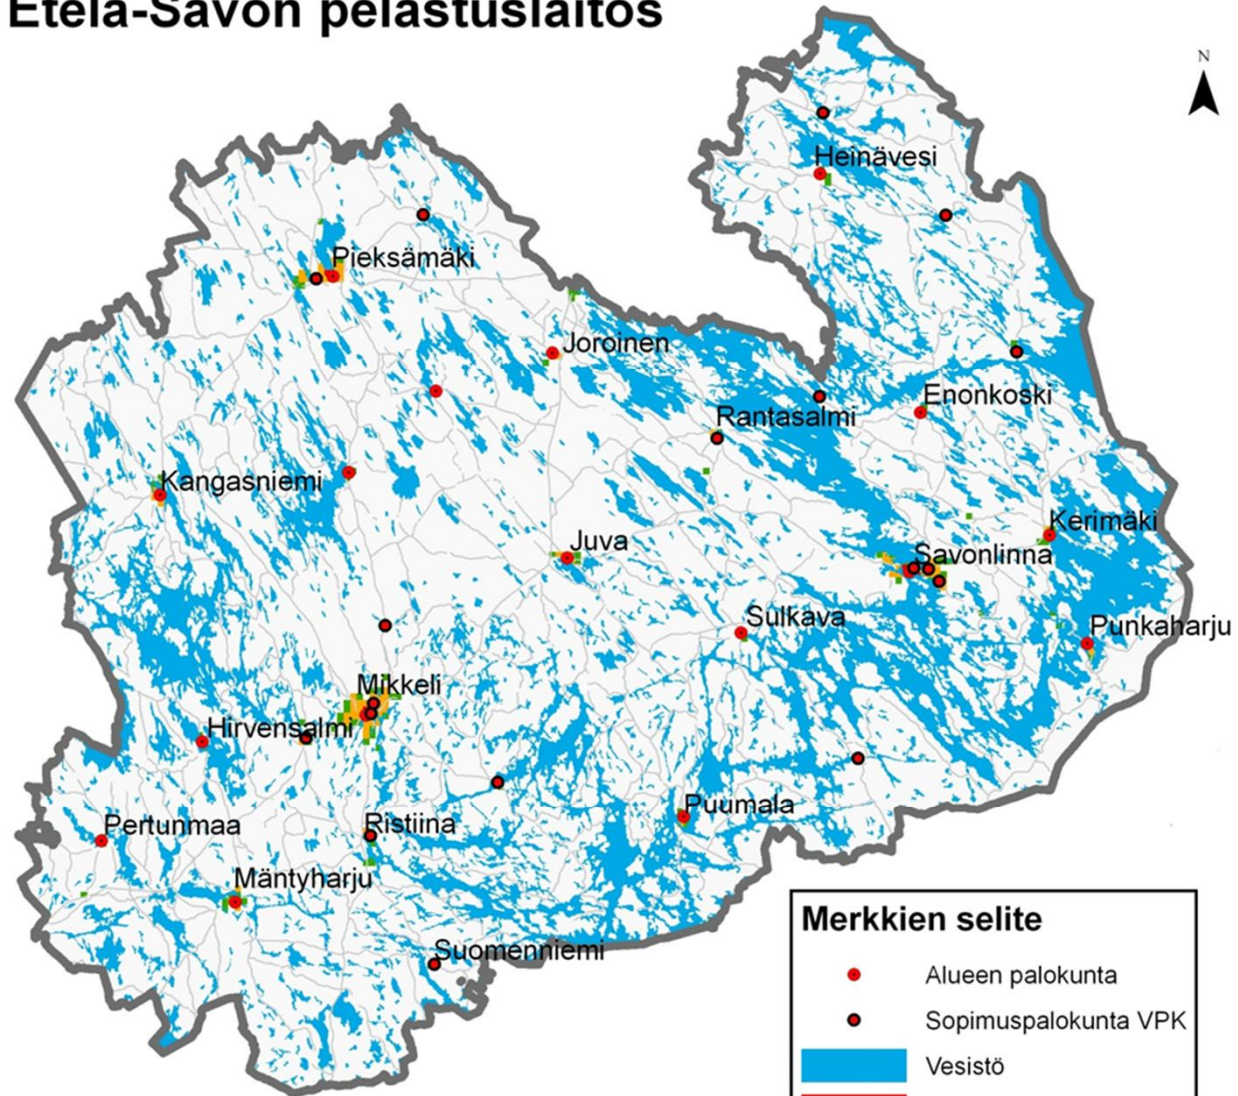 Etelä-Savon pelastuslaitos
N
Heinävesi
Pieksämäki
Joroinen
Enonkoski
Rantasalmi
Kangasniemi
Kerimäki
Juva
Savonlinna
Sulkava
Punkaharju
Mikkeli
Hirvensalmi
Puumala
Pertunmaa
Ristiina
Mäntyharju
Suomenniemi
Merkkien selite
Alueen palokunta
Sopimuspalokunta VPK
Vesistö